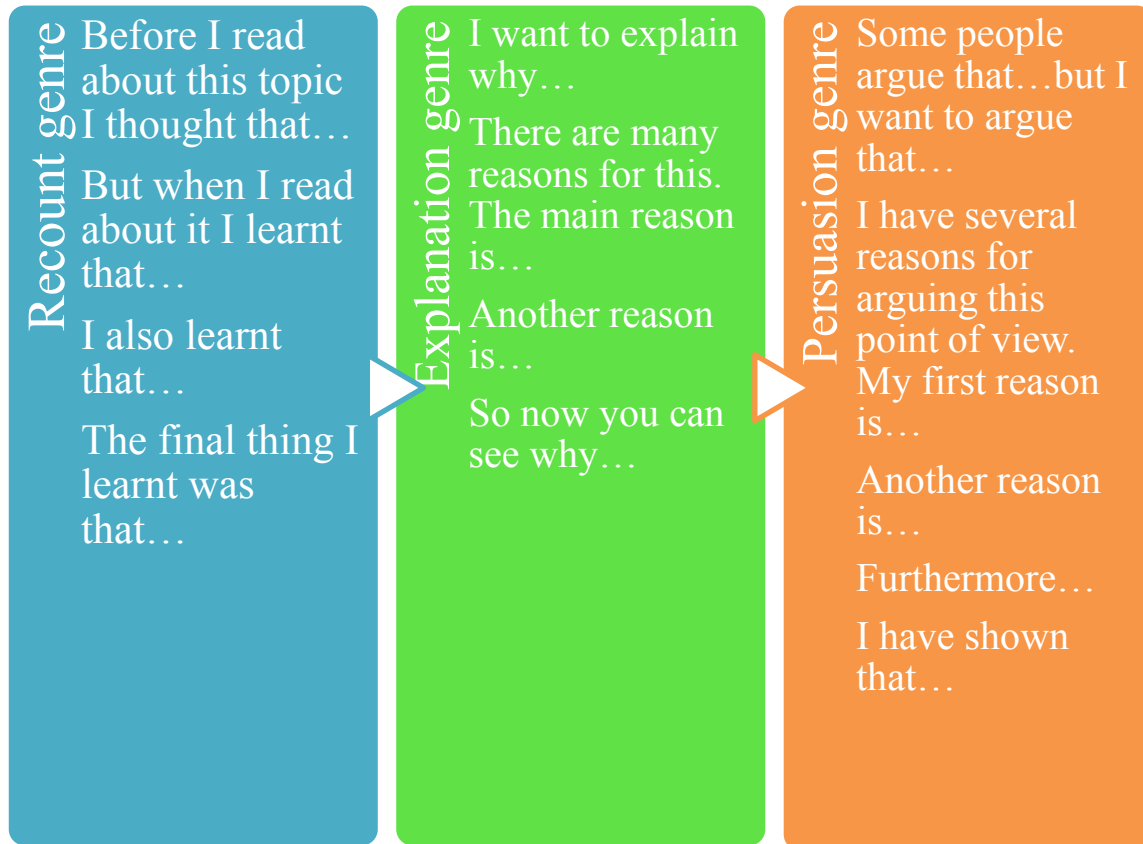 Recount genre
Before I read
about this topic
I thought that…
But when I read
about it I learnt
that…
I also learnt
that…
The final thing I
learnt was
that…
Explanation genre
I want to explain
why…
There are many
reasons for this.
The main reason
is…
Another reason
is…
So now you can
see why…
Persuasion genre
Some people
argue that…but I
want to argue
that…
I have several
reasons for
arguing this
point of view.
My first reason
is…
Another reason
is…
Furthermore…
I have shown
that…